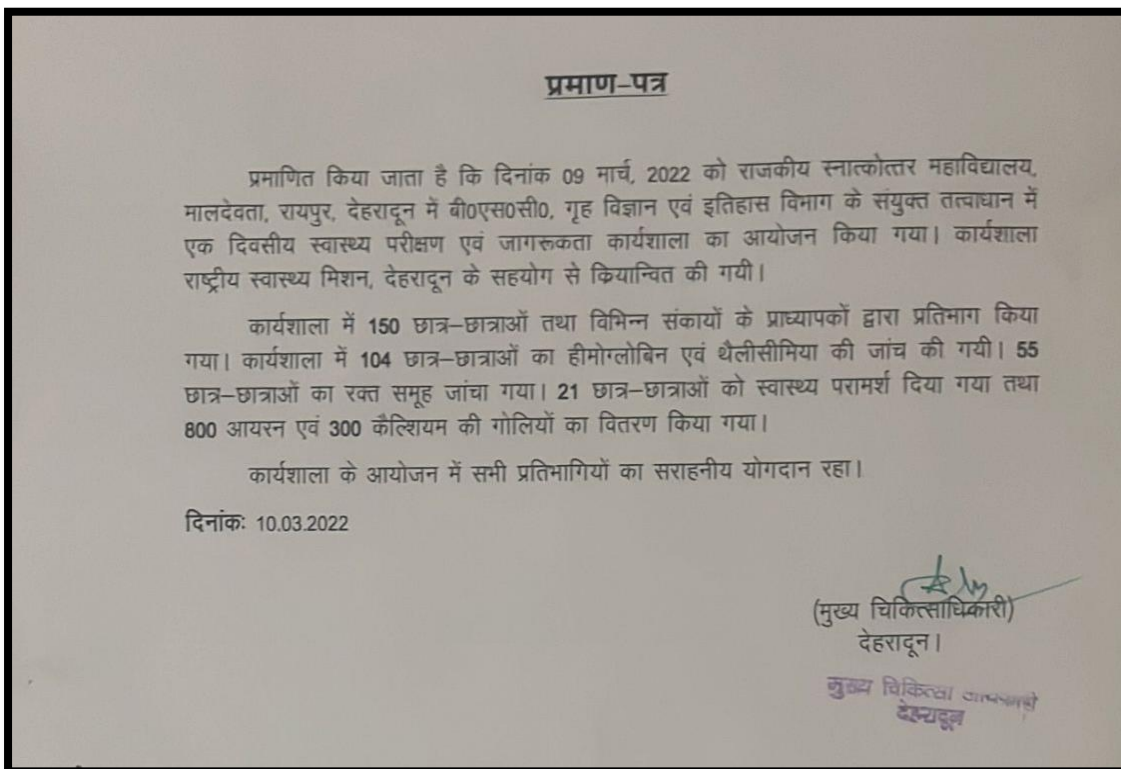 प्रमाण–पत्र
प्रमाणित किया जाता है कि दिनांक 09 मार्च, 2022 को राजकीय स्नात्कोत्तर महाविद्यालय,
मालदेवता, रायपुर, देहरादून में बी0एस0सी0, गृह विज्ञान एवं इतिहास विभाग के संयुक्त तत्वाधान में
एक दिवसीय स्वास्थ्य परीक्षण एवं जागरूकता कार्यशाला का आयोजन किया गया। कार्यशाला
राष्ट्रीय स्वास्थ्य मिशन, देहरादून के सहयोग से कियान्वित की गयी।
कार्यशाला में 150 छात्र–छात्राओं तथा विभिन्न संकायों के प्राध्यापकों द्वारा प्रतिभाग किया
गया। कार्यशाला में 104 छात्र–छात्राओं का हीमोग्लोबिन एवं थैलीसीमिया की जांच की गयी। 55
छात्र–छात्राओं का रक्त समूह जांचा गया। 21 छात्र–छात्राओं को स्वास्थ्य परामर्श दिया गया तथा
800 आयरन एवं 300 कैल्शियम की गोलियों का वितरण किया गया।
कार्यशाला के आयोजन में सभी प्रतिभागियों का सराहनीय योगदान रहा।
दिनांकः 10.03.2022
(मुख्य चिकित्साधिकारी)
देहरादून।
मुख्य चिकित्सा
देहरादून